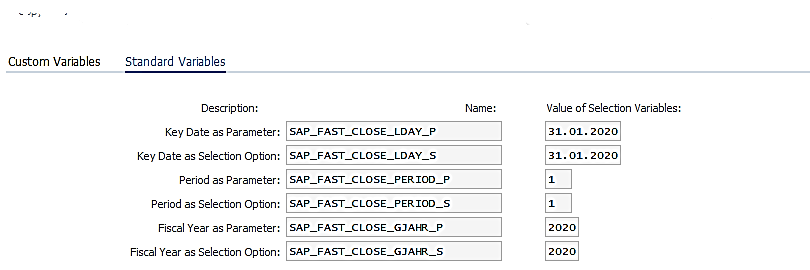 Custom Variables Standard Variables
Description: Name: Value of Selection Variables:
Key Date as Parameter: SAP_FAST_CLOSE_LDAY_P 31.01.2020
Key Date as Selection Option: SAP_FAST_CLOSE_LDAY_S 31.01.2020
Period as Parameter: SAP_FAST_CLOSE_PERIOD_P 1
Period as Selection Option: SAP_FAST_CLOSE_PERIOD_S 1
Fiscal Year as Parameter: SAP_FAST_CLOSE_GJAHR_P 2020
Fiscal Year as Selection Option: SAP_FAST_CLOSE_GJAHR_S 2020